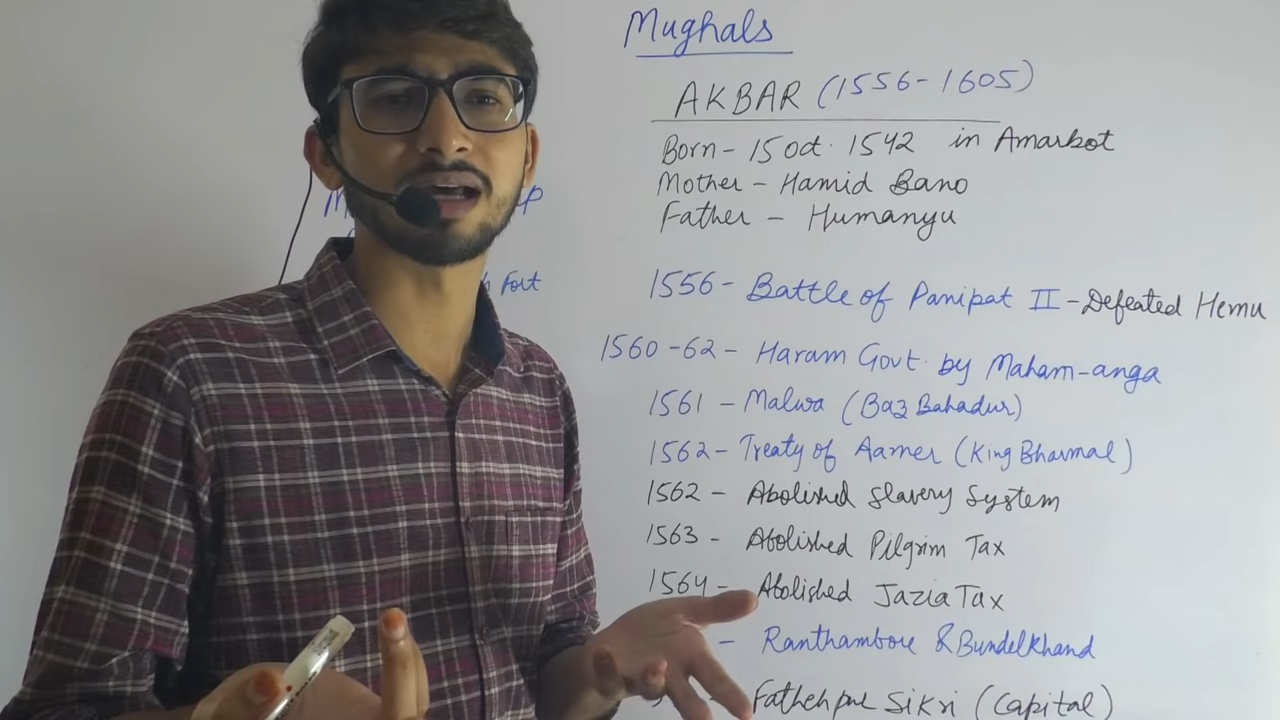 Mughals
AKBAR (1556-1605)
Born - 15 Oct. 1542 in Amarkot
Mother - Hamid Bano
Father - Humanyu
1556 - Battle of Panipat II - Defeated Hemu
1560-62 - Haram Govt. by Maham-anga
1561 - Malwa (Baz Bahadur)
1562 - Treaty of Aamer (King Bharmal)
1562 - Abolished Slavery System
1563 - Abolished Pilgrim Tax
1564 - Abolished Jazia Tax
- Ranthambore & Bundelkhand
Fatehpur Sikri (Capital)
Fort